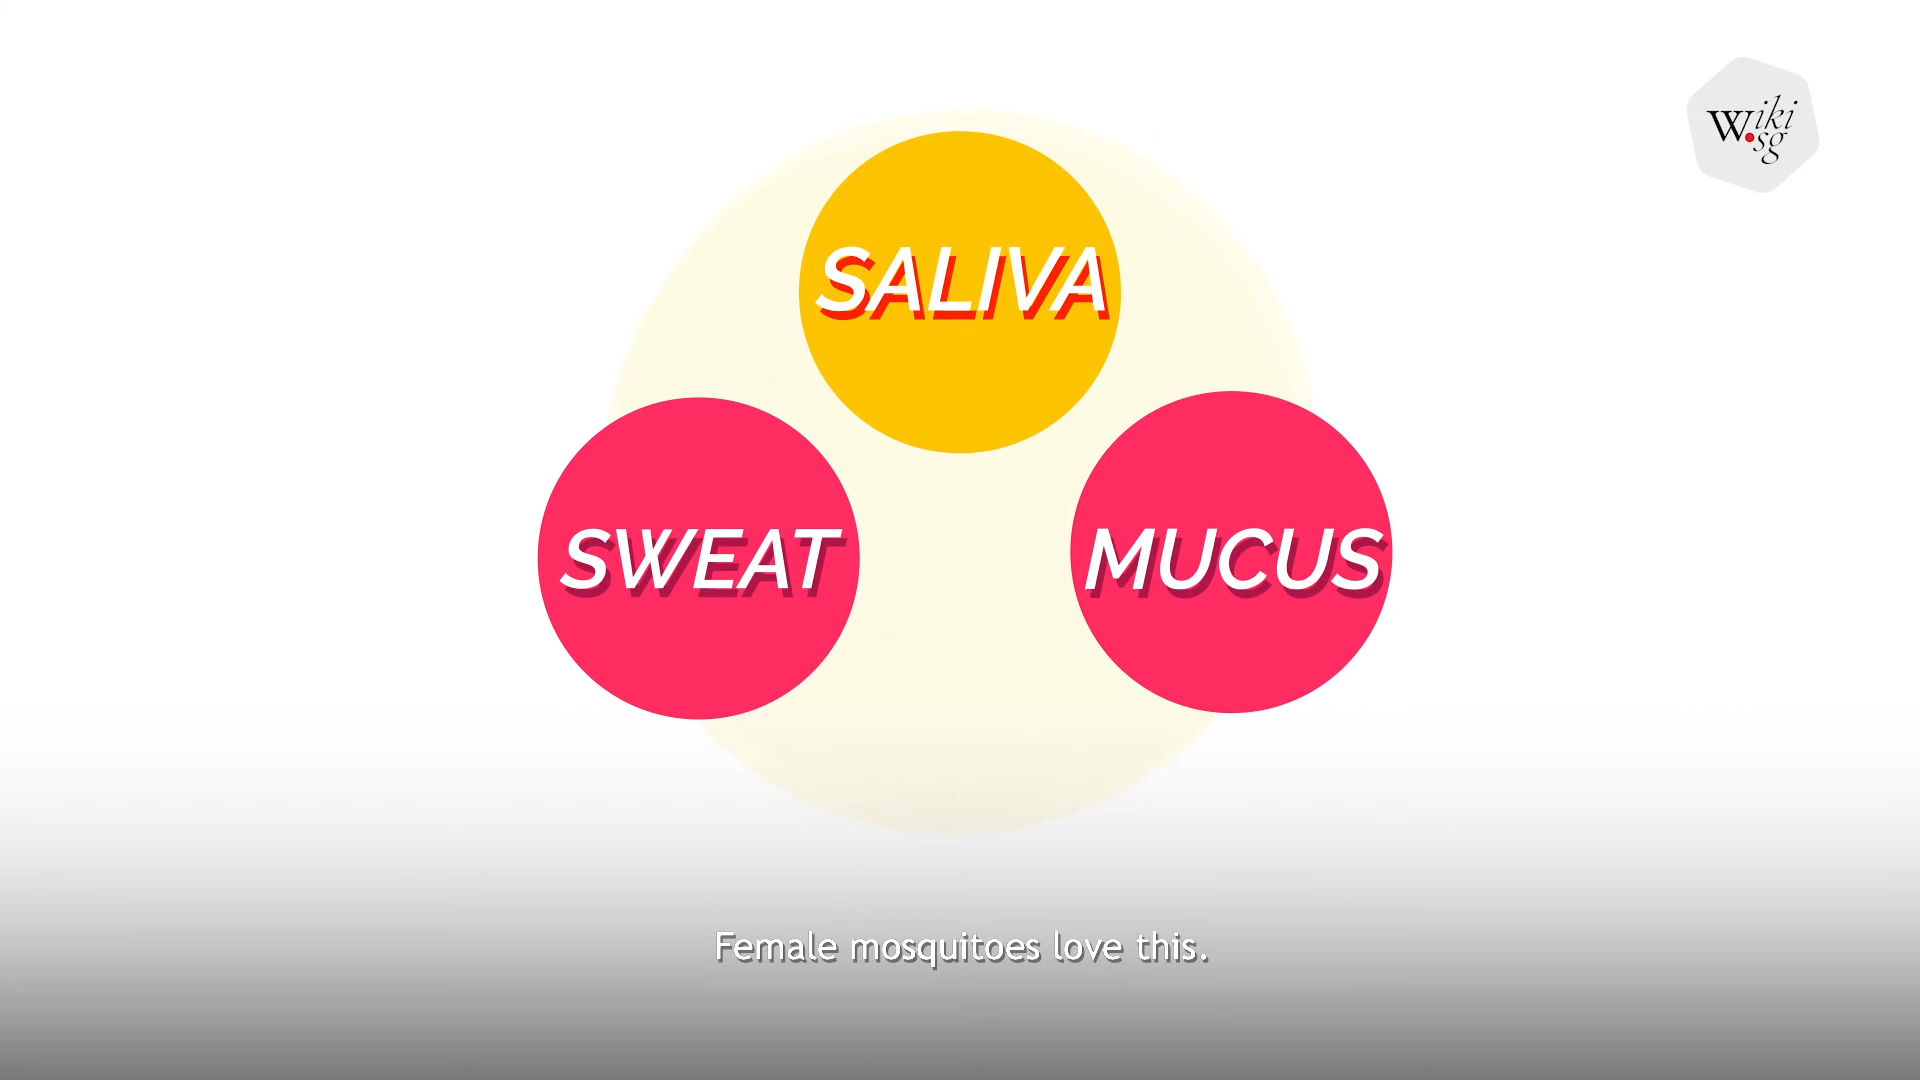 Wiki
.sg
SALIVA
SWEAT
MUCUS
Female mosquitoes love this.